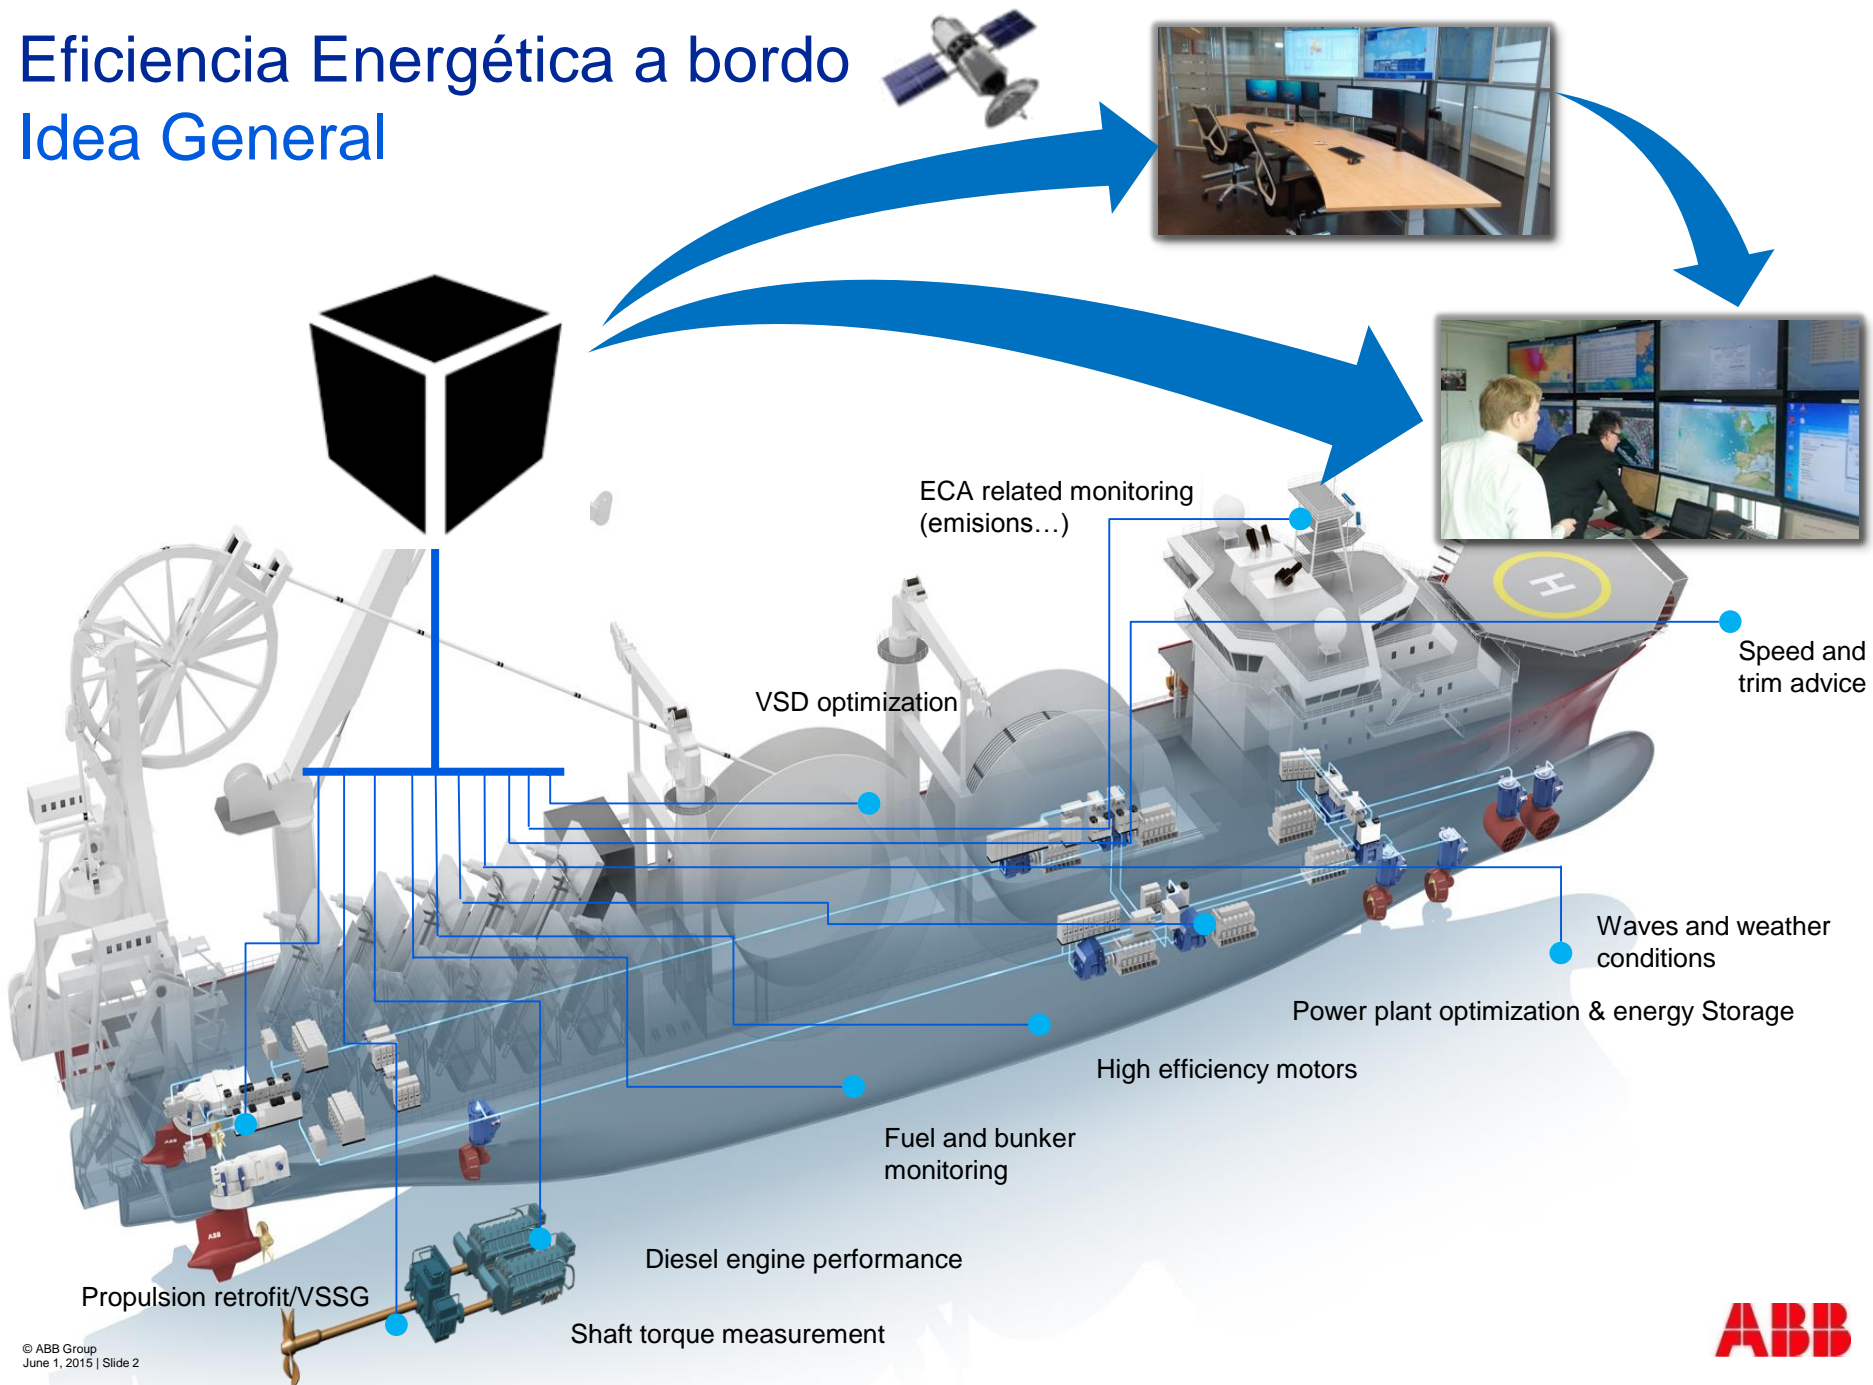 Eficiencia Energética a bordo
Idea General
ECA related monitoring
(emisions…)
Speed and
trim advice
VSD optimization
Waves and weather
conditions
Power plant optimization & energy Storage
High efficiency motors
Fuel and bunker
monitoring
Diesel engine performance
Propulsion retrofit/VSSG
Shaft torque measurement
H
ABB
ABB
© ABB Group
June 1, 2015 | Slide 2
ABB